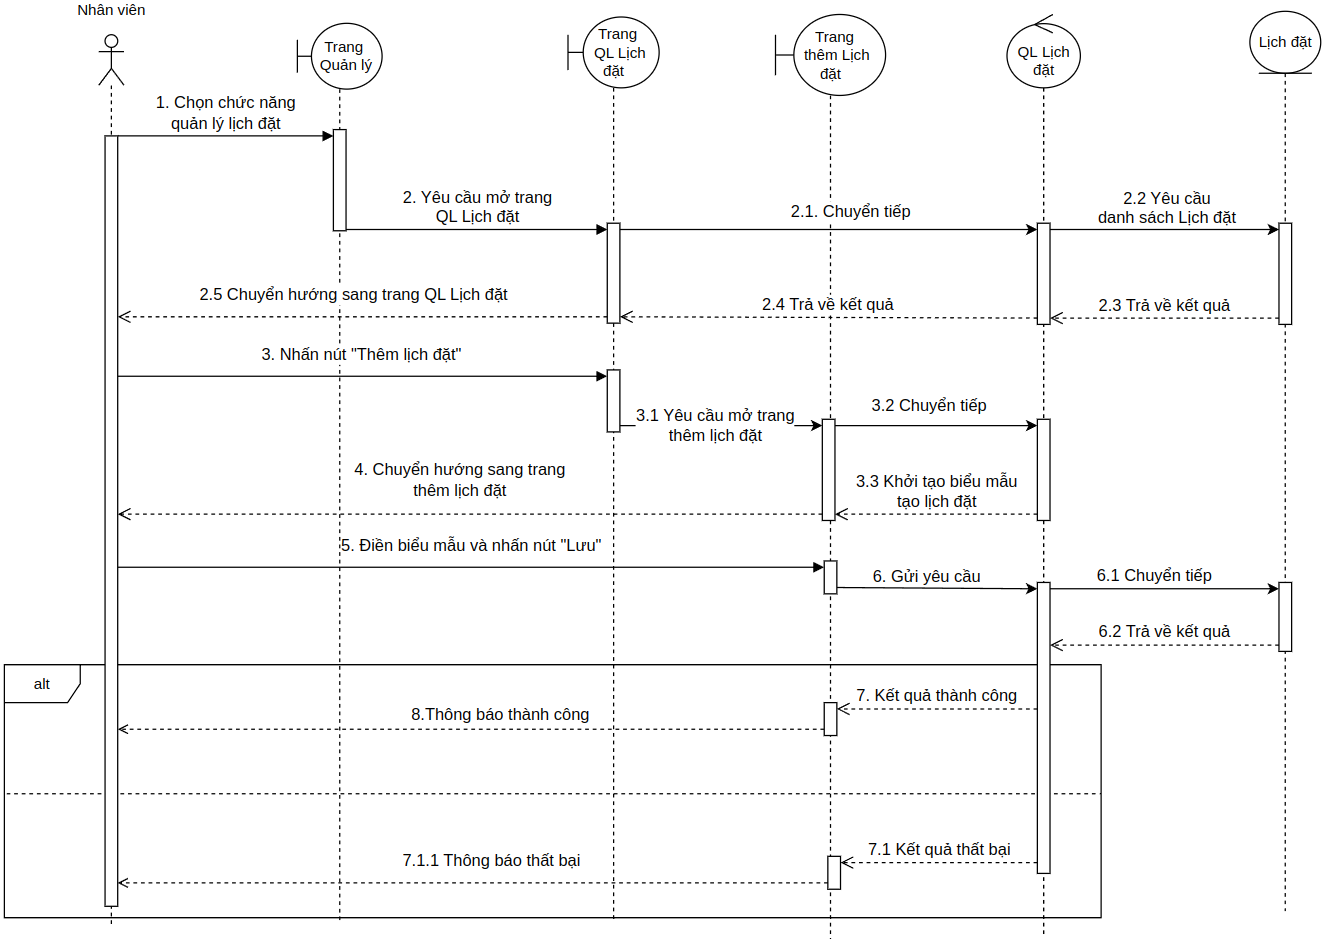 Nhân viên
Trang
Quản lý
Trang
QL Lịch
đặt
Trang
thêm Lịch
đặt
QL Lịch
đặt
Lịch đặt
1. Chọn chức năng
quản lý lịch đặt
2. Yêu cầu mở trang
QL Lịch đặt
2.1. Chuyển tiếp
2.2 Yêu cầu
danh sách Lịch đặt
2.5 Chuyển hướng sang trang QL Lịch đặt
2.4 Trả về kết quả
2.3 Trả về kết quả
3. Nhấn nút "Thêm lịch đặt"
3.1 Yêu cầu mở trang
thêm lịch đặt
3.2 Chuyển tiếp
4. Chuyển hướng sang trang
thêm lịch đặt
3.3 Khởi tạo biểu mẫu
tạo lịch đặt
5. Điền biểu mẫu và nhấn nút "Lưu"
6. Gửi yêu cầu
6.1 Chuyển tiếp
6.2 Trả về kết quả
alt
7. Kết quả thành công
8.Thông báo thành công
7.1 Kết quả thất bại
7.1.1 Thông báo thất bại